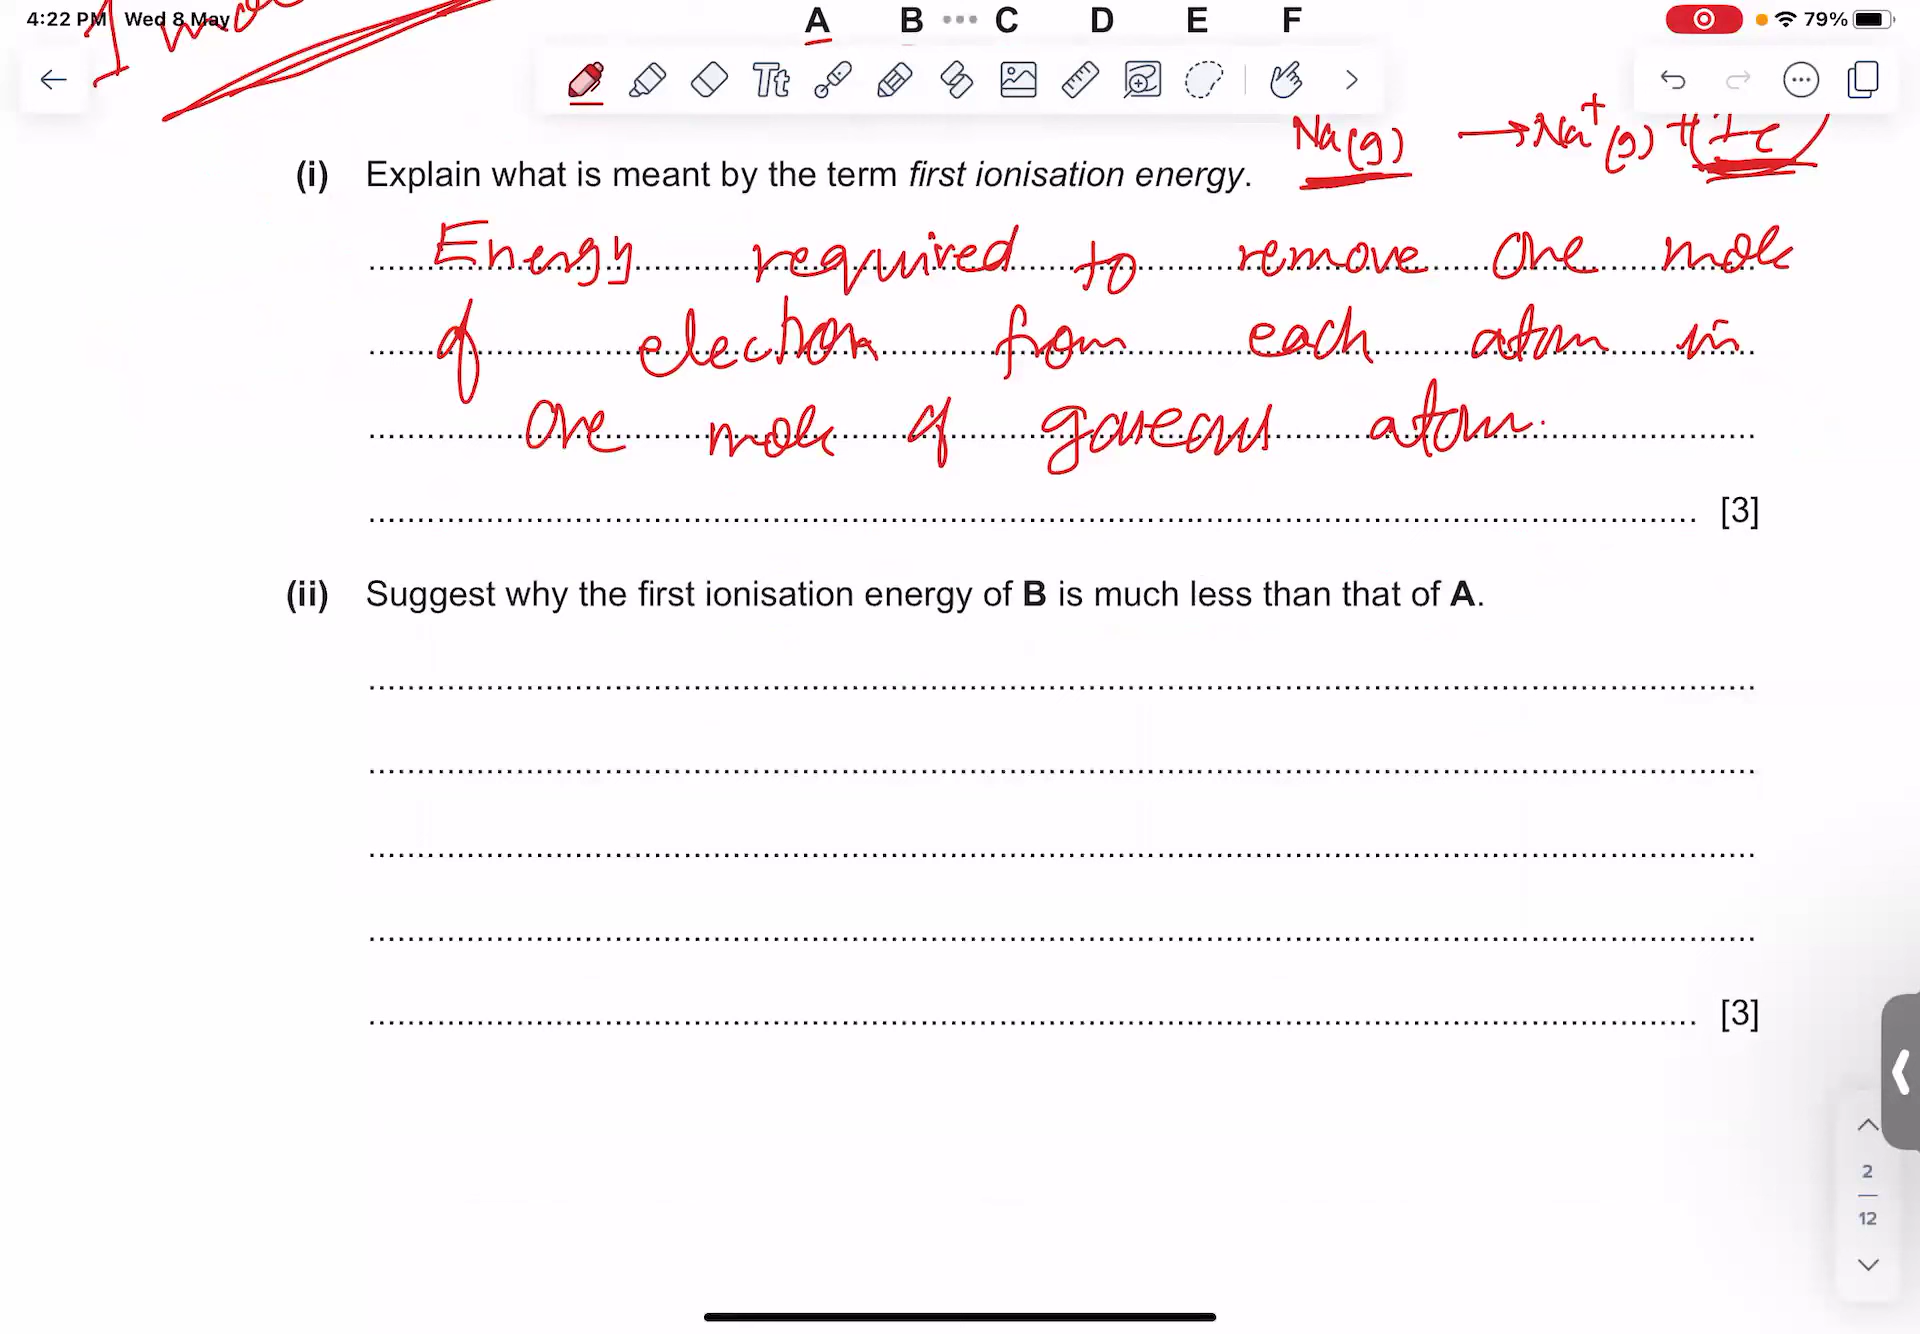 4:22 PM Wed 8 May
A B C D E F
79%
Tt
Na(g) → Na⁺(g) + (1e)
(i) Explain what is meant by the term first ionisation energy.
Energy required to remove one mole
of electron from each atom in
one mole of gaseous atom.
[3]
(ii) Suggest why the first ionisation energy of B is much less than that of A.
[3]
2
12